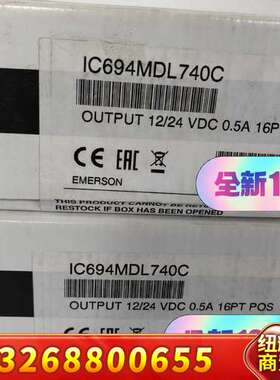 IC694MDL740C
OUTPUT 12/24 VDC 0.5A 16PT
CE EAC
EMERSON
全新
THIS PRODUCT CANNOT BE
RESTOCK IF BOX HAS BEEN OPENED
IC694MDL740C
OUTPUT 12/24 VDC 0.5A 16PT POS
13268800655